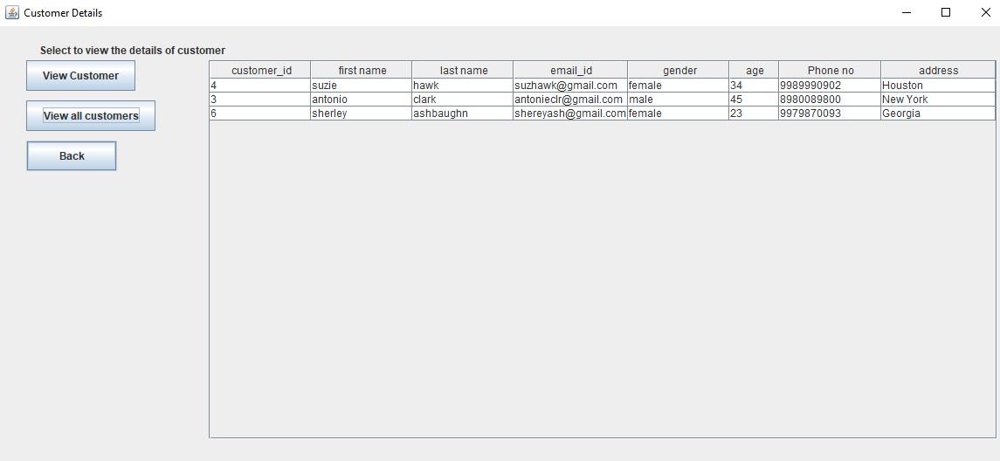 Customer Details
Select to view the details of customer
View Customer
View all customers
Back
customer_id first name last name email_id gender age Phone no address
4 suzie hawk suzhawk@gmail.com female 34 9989990902 Houston
3 antonio clark antonieclr@gmail.com male 45 8980089800 New York
6 sherley ashbaughn shereyash@gmail.com female 23 9979870093 Georgia